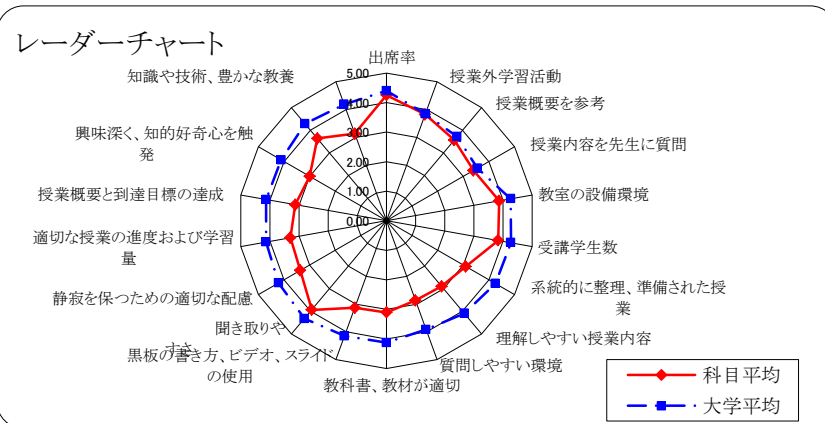 レーダーチャート
出席率
授業外学習活動
授業概要を参考
授業内容を先生に質問
教室の設備環境
受講学生数
系統的に整理、準備された授
業
理解しやすい授業内容
質問しやすい環境
教科書、教材が適切
黒板の書き方、ビデオ、スライド
の使用
聞き取りや
すさ
静寂を保つための適切な配慮
適切な授業の進度および学習
量
授業概要と到達目標の達成
興味深く、知的好奇心を触
発
知識や技術、豊かな教養
5.00
4.00
3.00
2.00
1.00
0.00
科目平均
大学平均